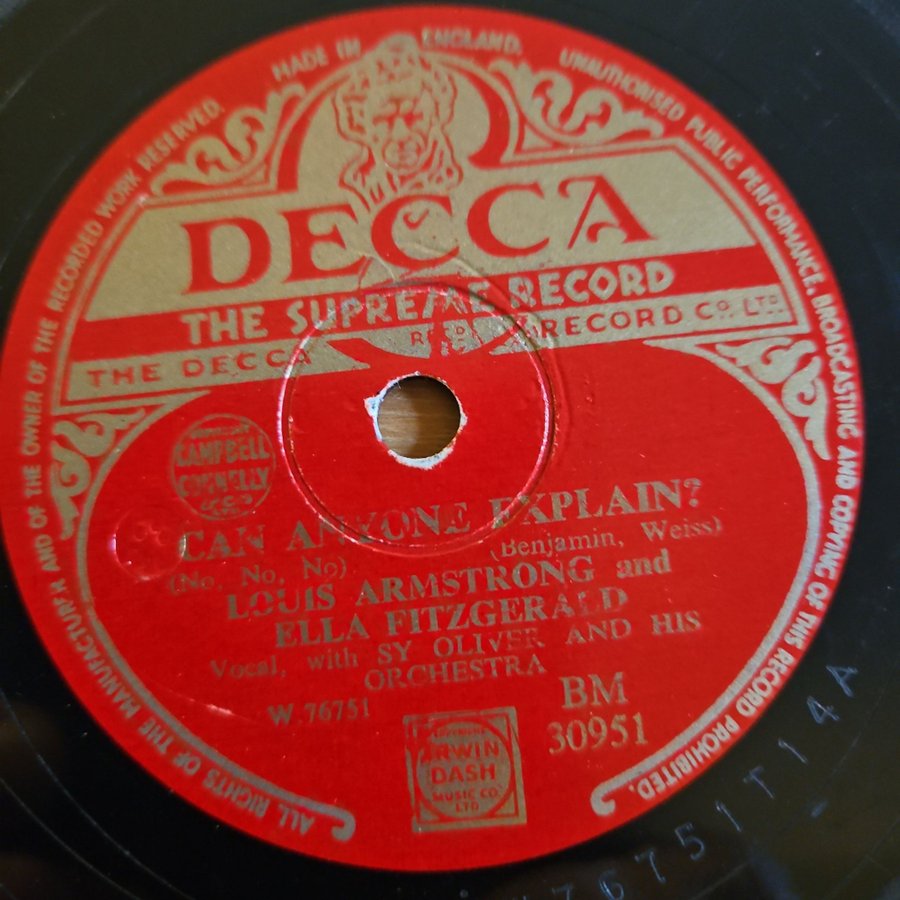 MADE IN ENGLAND.
UNAUTHORISED PUBLIC PERFORMANCE, BROADCASTING AND COPYING OF THIS RECORD PROHIBITED.
ALL RIGHTS OF THE MANUFACTURER AND OF THE OWNER OF THE RECORDED WORK RESERVED.
DECCA
THE SUPREME RECORD
THE DECCA RECORD CO. LTD.
CAMPBELL
CONNELLY
CAN ANYONE EXPLAIN?
(No, No, No) (Benjamin, Weiss)
LOUIS ARMSTRONG and
ELLA FITZGERALD
Vocal, with SY OLIVER AND HIS
ORCHESTRA
W.76751
BM
30951
IRWIN
DASH
MUSIC CO.
LTD
76751T14A